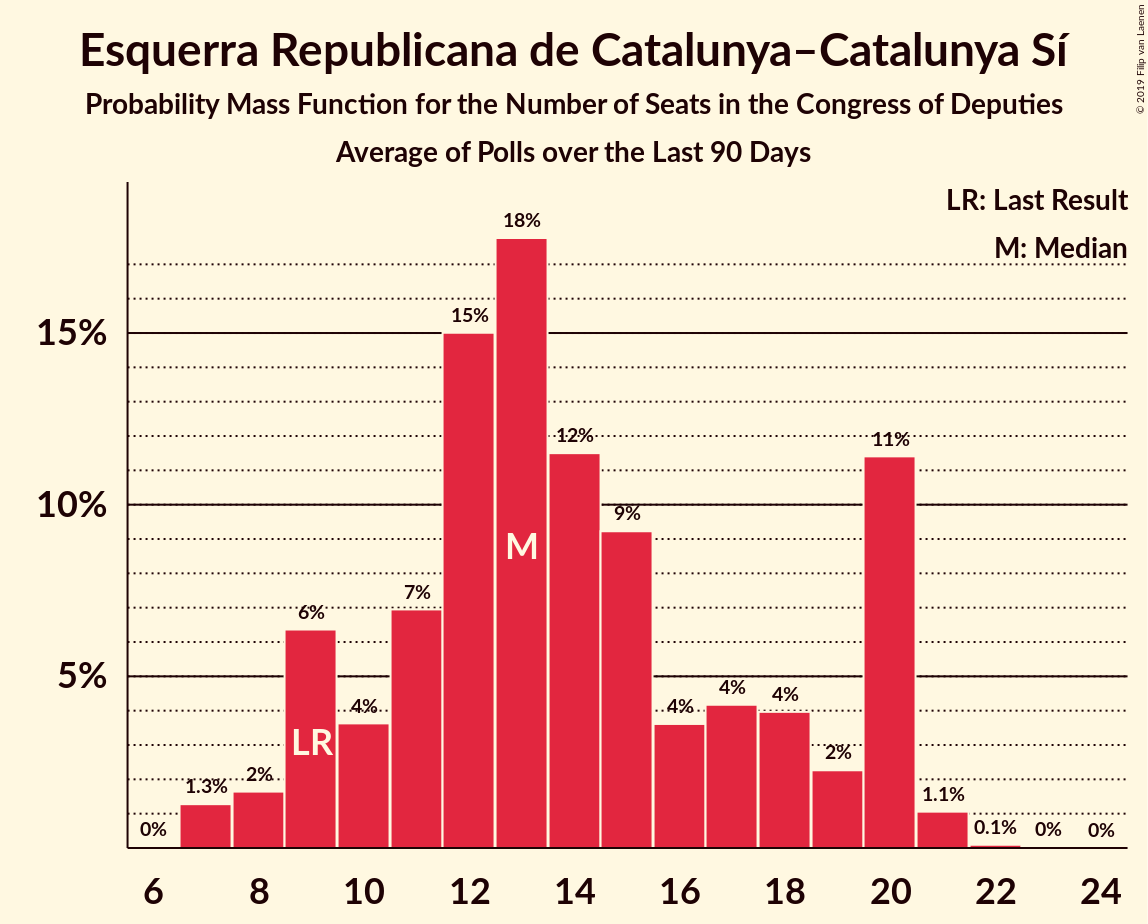 Esquerra Republicana de Catalunya–Catalunya Sí
Probability Mass Function for the Number of Seats in the Congress of Deputies
Average of Polls over the Last 90 Days
© 2019 Filip van Laenen
LR: Last Result
M: Median
18%
15%
15%
12%
11%
10%
9%
M
7%
6%
5%
4%
4%
4%
4%
LR
2%
2%
1.3%
1.1%
0%
0.1%
0%
0%
6 8 10 12 14 16 18 20 22 24